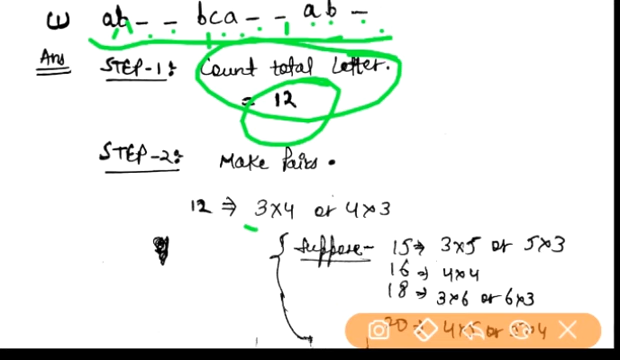 (1) ab - - bca - - ab -
Ans STEP-1: Count total letter.
= 12
STEP-2: Make Pairs.
12 ⇒ 3×4 or 4×3
Suppose - 15 → 3×5 or 5×3
16 → 4×4
18 → 3×6 or 6×3
20 → 4×5 or 5×4